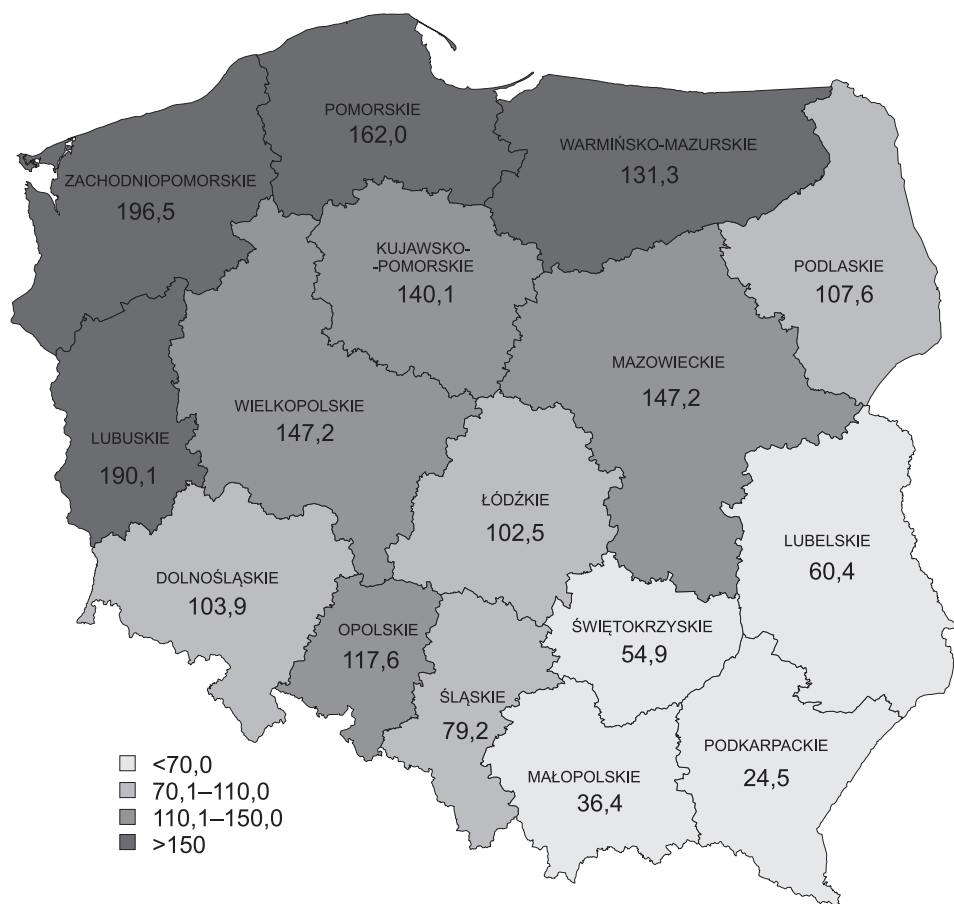 POMORSKIE
162,0
WARMIŃSKO-MAZURSKIE
131,3
ZACHODNIOPOMORSKIE
196,5
KUJAWSKO-
-POMORSKIE
140,1
PODLASKIE
107,6
MAZOWIECKIE
147,2
WIELKOPOLSKIE
147,2
LUBUSKIE
190,1
ŁÓDŹKIE
102,5
LUBELSKIE
60,4
DOLNOŚLĄSKIE
103,9
OPOLSKIE
117,6
ŚWIĘTOKRZYSKIE
54,9
ŚLĄSKIE
79,2
PODKARPACKIE
24,5
MAŁOPOLSKIE
36,4
<70,0
70,1–110,0
110,1–150,0
>150